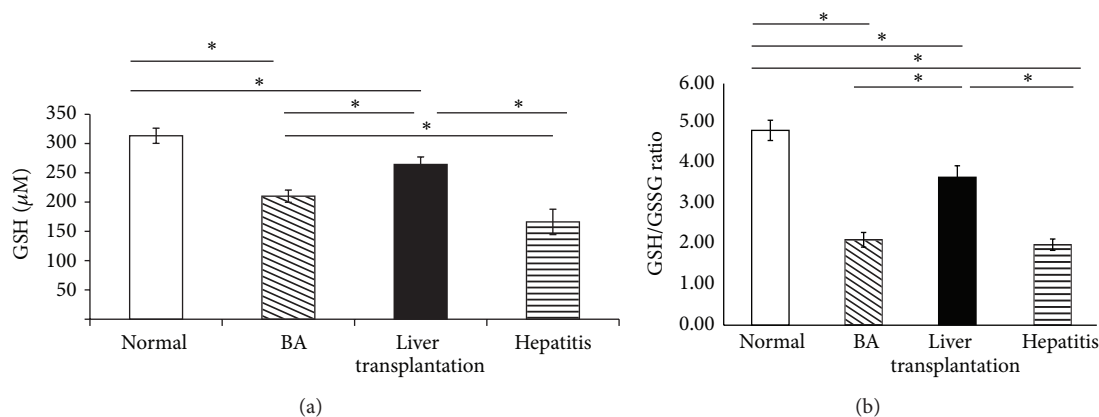 *
*
*
*
*
GSH (µM)
350
300
250
200
150
100
50
Normal
BA
Liver
transplantation
Hepatitis
(a)
*
*
*
*
*
GSH/GSSG ratio
6.00
5.00
4.00
3.00
2.00
1.00
0.00
Normal
BA
Liver
transplantation
Hepatitis
(b)